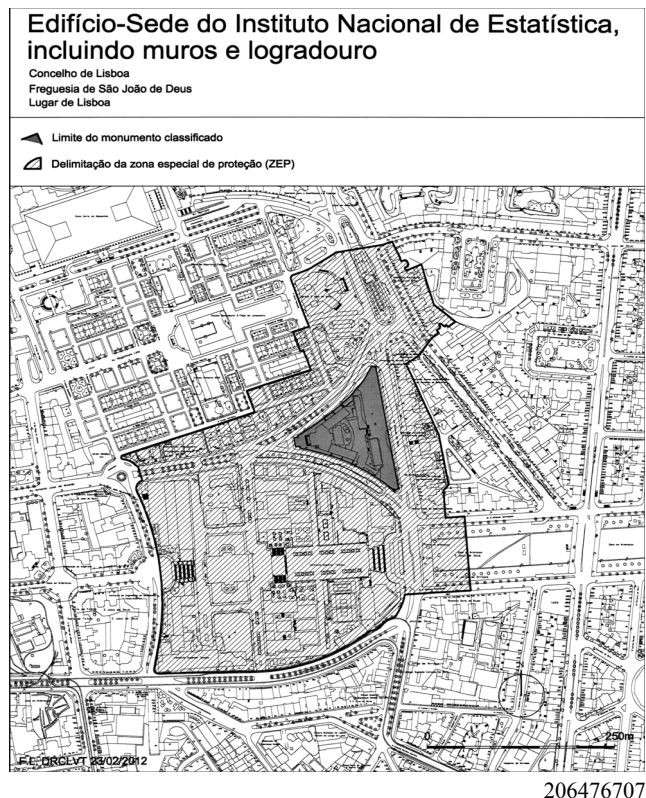 Edifício-Sede do Instituto Nacional de Estatística,
incluindo muros e logradouro
Concelho de Lisboa
Freguesia de São João de Deus
Lugar de Lisboa
Limite do monumento classificado
Delimitação da zona especial de proteção (ZEP)
0 250m
F.L. DRCLVT 23/02/2012
206476707